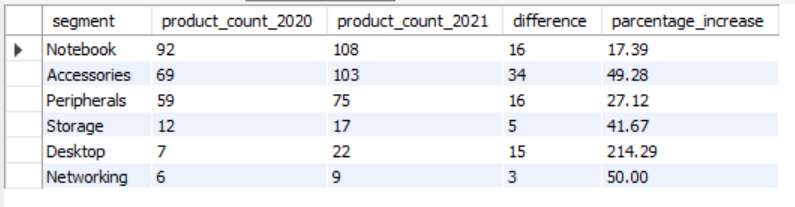 segment product_count_2020 product_count_2021 difference parcentage_increase
Notebook 92 108 16 17.39
Accessories 69 103 34 49.28
Peripherals 59 75 16 27.12
Storage 12 17 5 41.67
Desktop 7 22 15 214.29
Networking 6 9 3 50.00